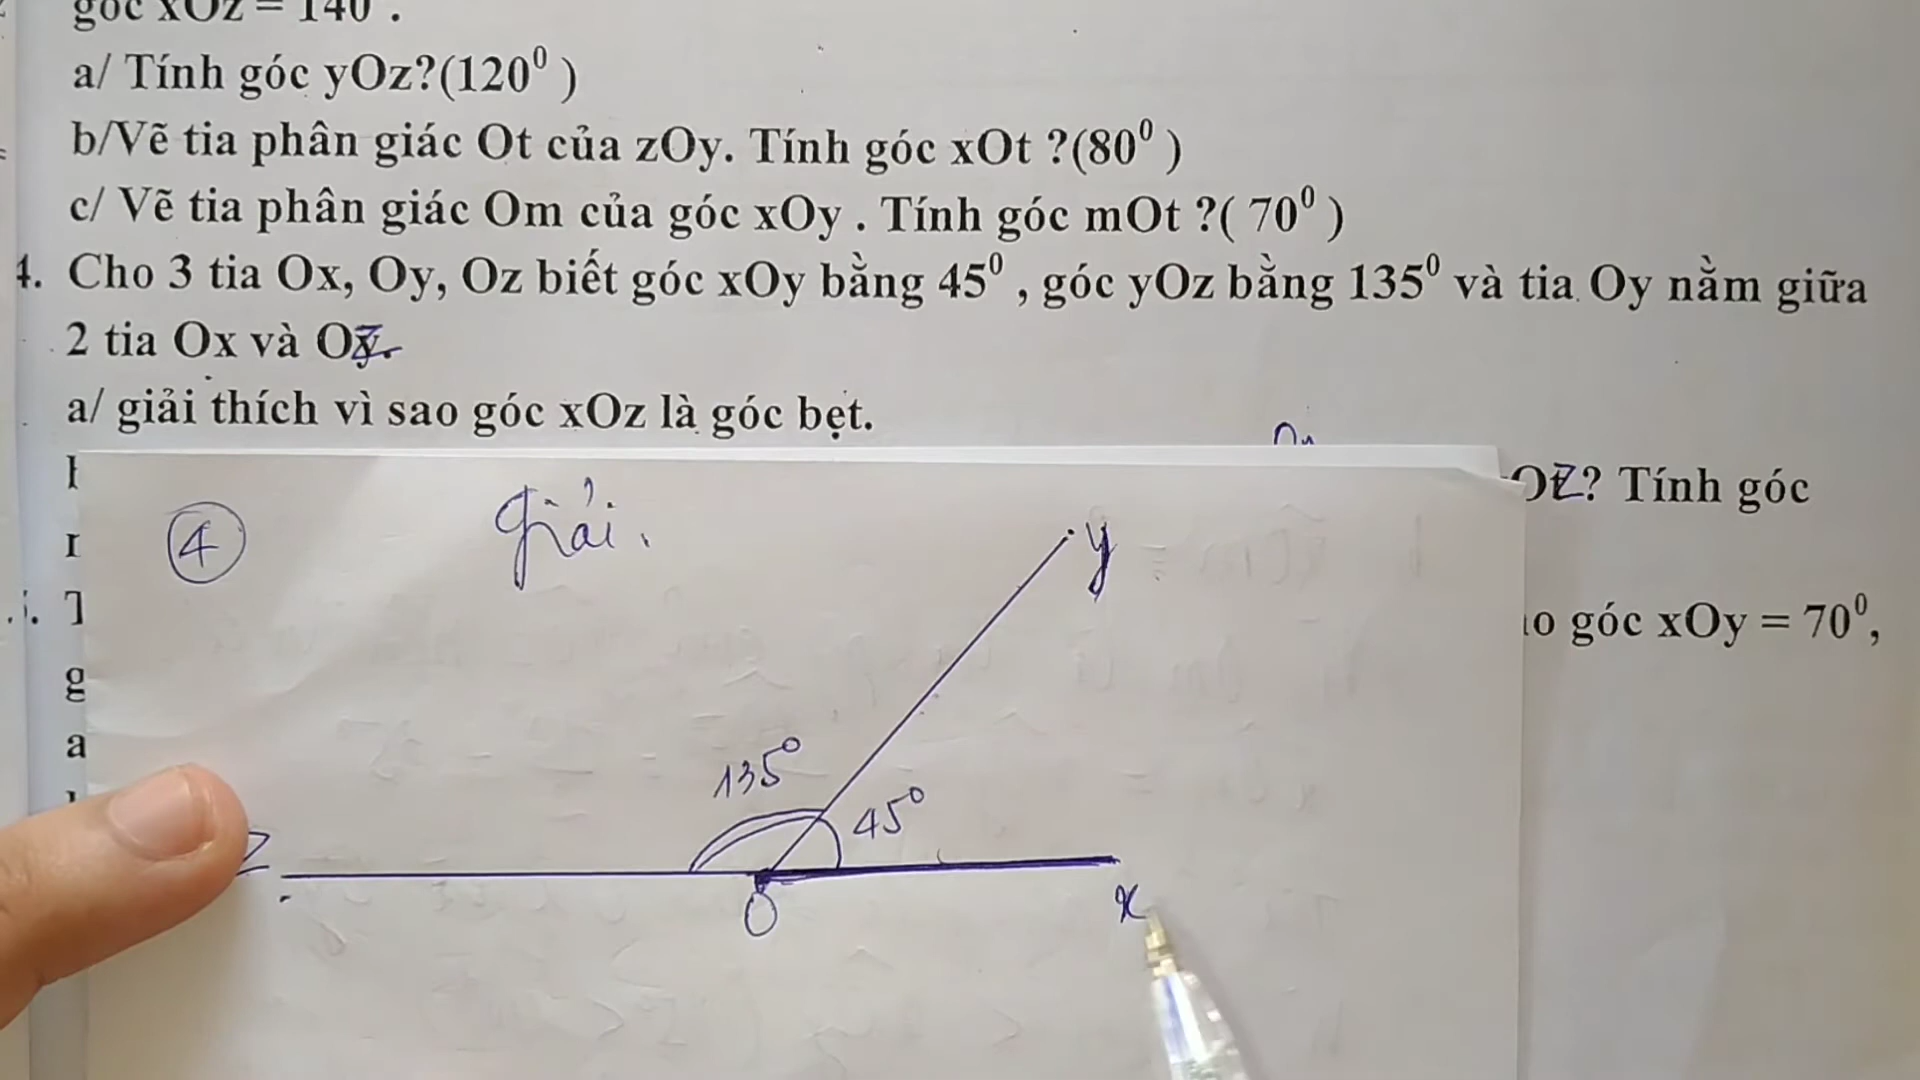 góc xOz = 140⁰ .
a/ Tính góc yOz?(120⁰ )
b/Vẽ tia phân giác Ot của zOy. Tính góc xOt ?(80⁰ )
c/ Vẽ tia phân giác Om của góc xOy . Tính góc mOt ?( 70⁰ )
4. Cho 3 tia Ox, Oy, Oz biết góc xOy bằng 45⁰ , góc yOz bằng 135⁰ và tia Oy nằm giữa
2 tia Ox và Oz.
a/ giải thích vì sao góc xOz là góc bẹt.
OZ? Tính góc
góc xOy = 70⁰,
g
a
④ Giải.
y
135⁰
45⁰
Z
O
x